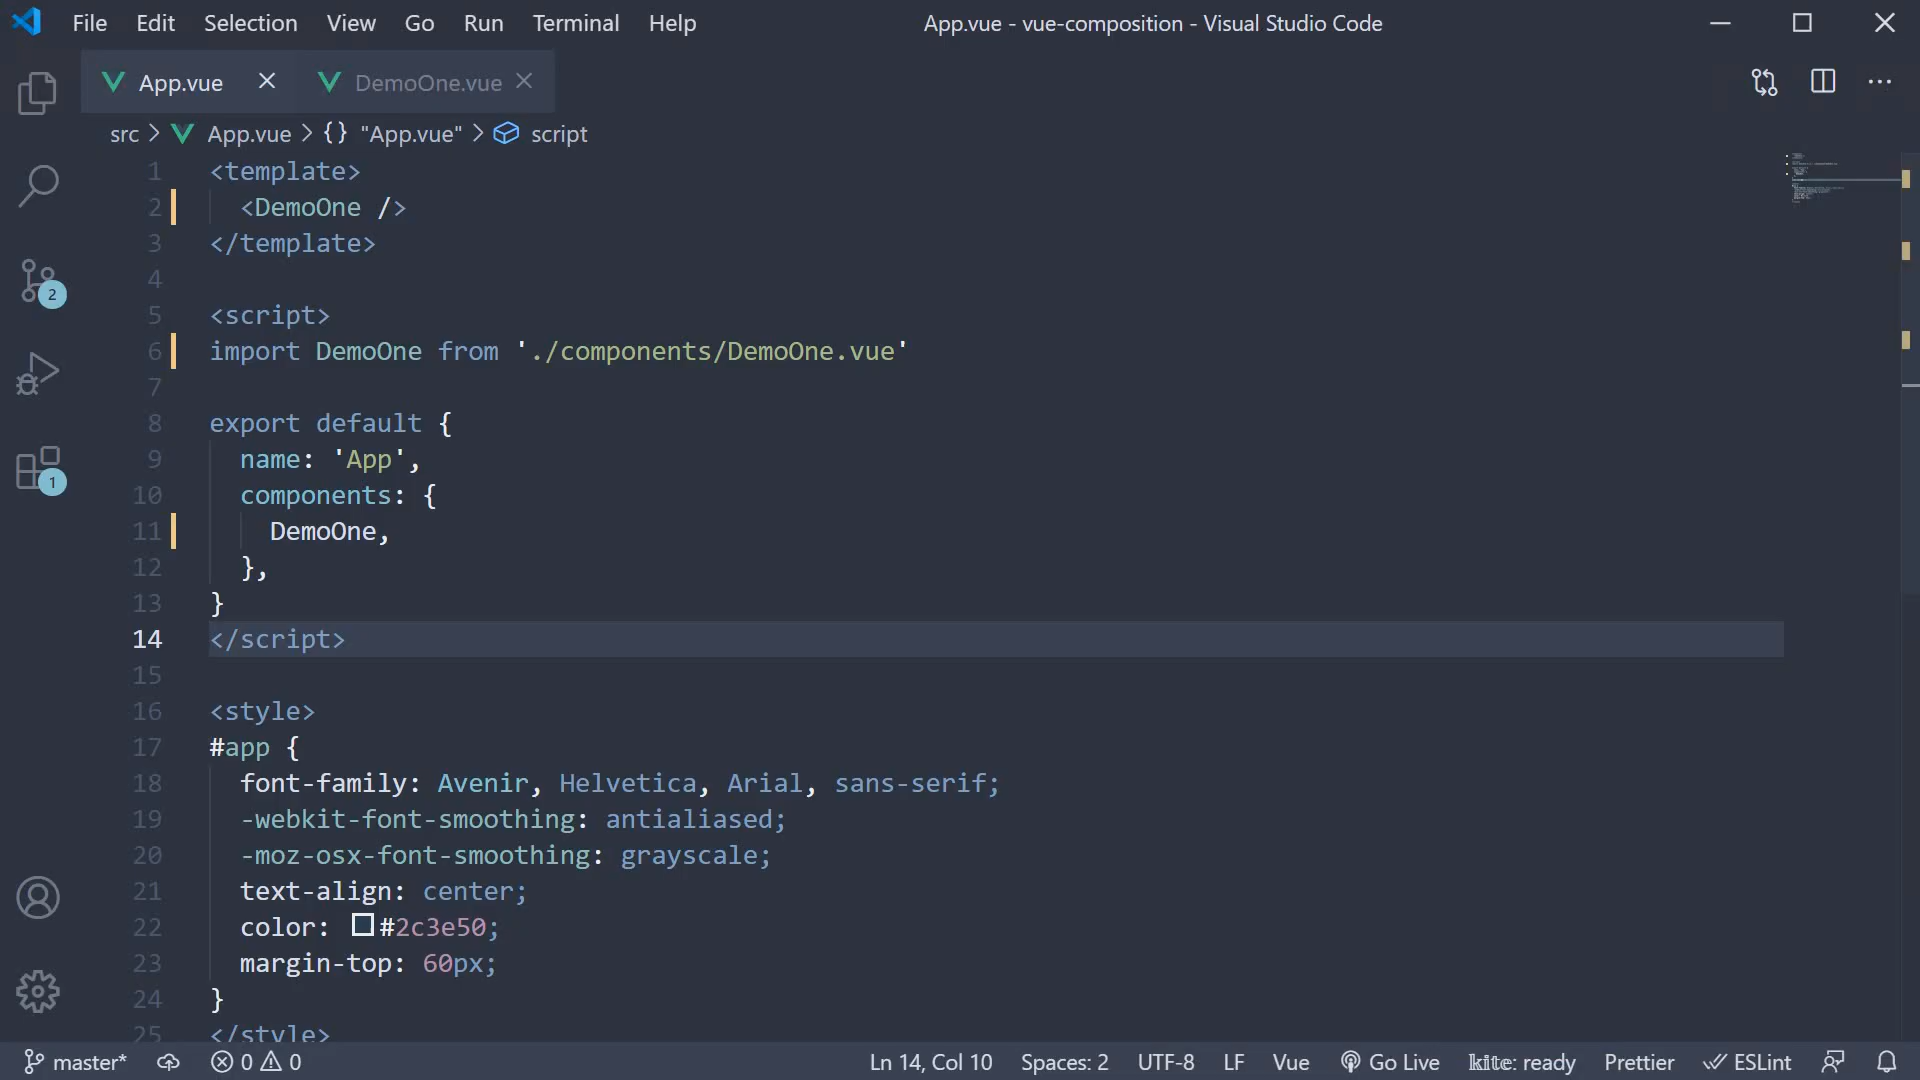 File Edit Selection View Go Run Terminal Help App.vue - vue-composition - Visual Studio Code
App.vue DemoOne.vue
src > App.vue > {} "App.vue" > script
1 <template>
2 <DemoOne />
3 </template>
4
5 <script>
6 import DemoOne from './components/DemoOne.vue'
7
8 export default {
9 name: 'App',
10 components: {
11 DemoOne,
12 },
13 }
14 </script>
15
16 <style>
17 #app {
18 font-family: Avenir, Helvetica, Arial, sans-serif;
19 -webkit-font-smoothing: antialiased;
20 -moz-osx-font-smoothing: grayscale;
21 text-align: center;
22 color: #2c3e50;
23 margin-top: 60px;
24 }
25 </style>
2
1
master* 0 0 Ln 14, Col 10 Spaces: 2 UTF-8 LF Vue Go Live kite: ready Prettier ESLint